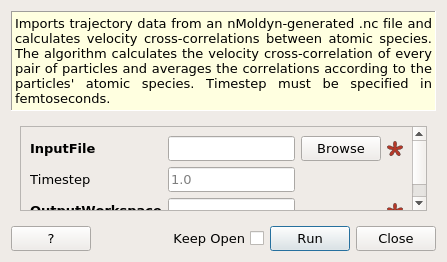 Imports trajectory data from an nMoldyn-generated .nc file and
calculates velocity cross-correlations between atomic species.
The algorithm calculates the velocity cross-correlation of every
pair of particles and averages the correlations according to the
particles' atomic species. Timestep must be specified in
femtoseconds.
InputFile Browse
Timestep 1.0
OutputWorkspace
? Keep Open Run Close